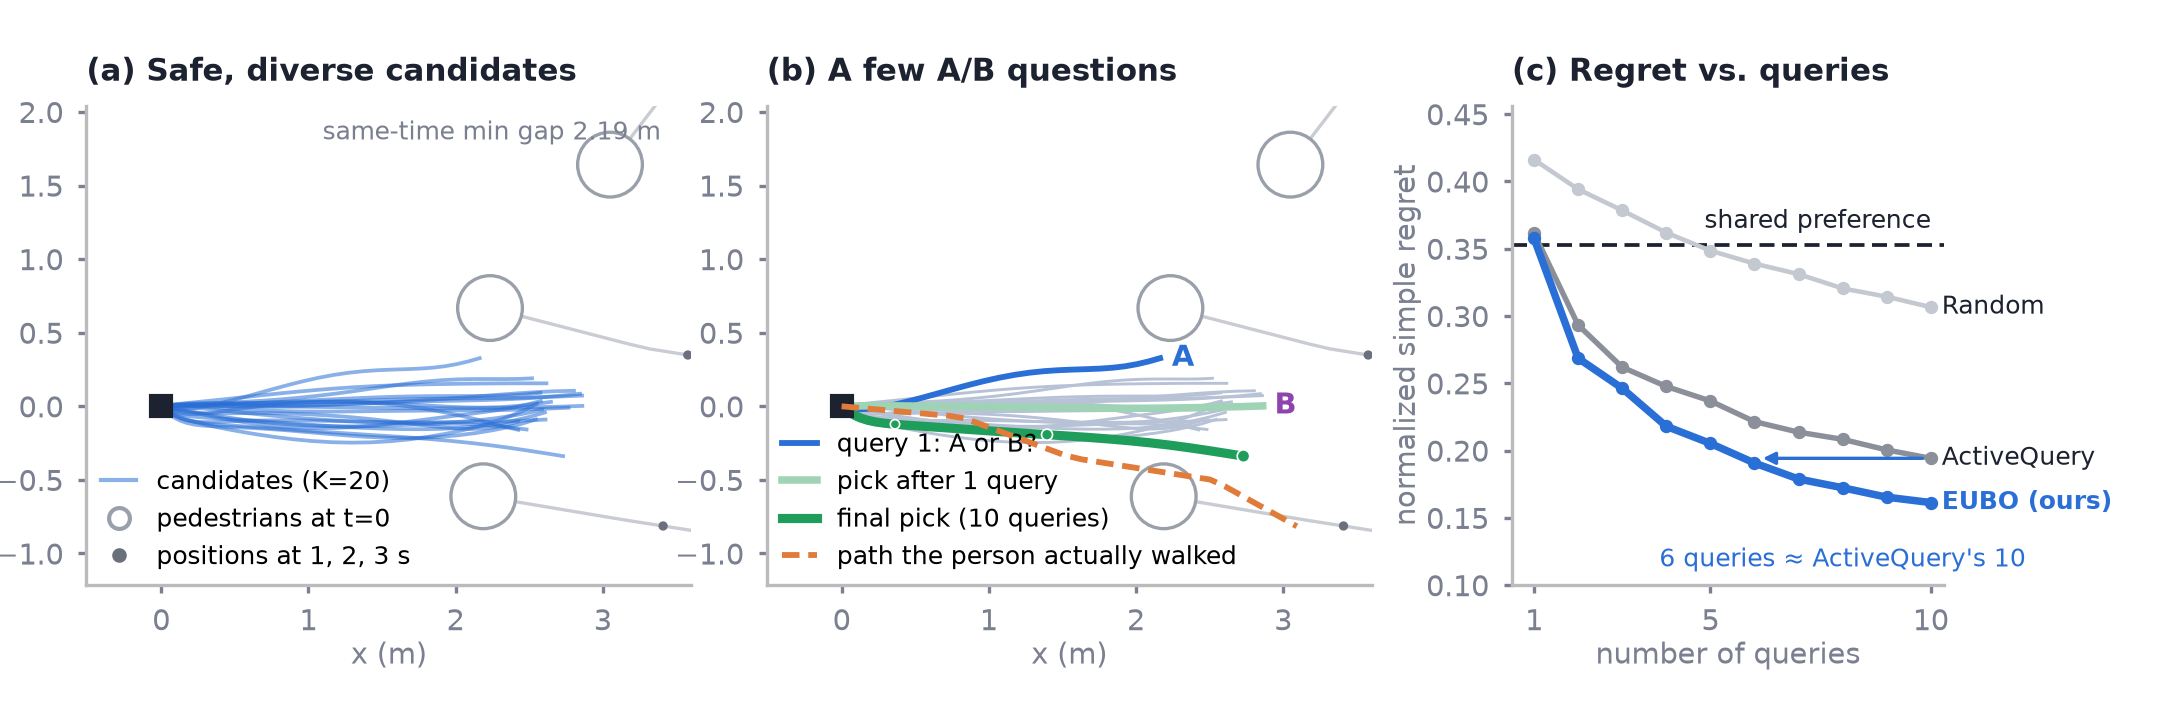 (a) Safe, diverse candidates
2.0
1.5
1.0
0.5
0.0
−0.5
−1.0
same-time min gap 2.19 m
candidates (K=20)
pedestrians at t=0
positions at 1, 2, 3 s
0 1 2 3
x (m)
(b) A few A/B questions
2.0
1.5
1.0
0.5
0.0
−0.5
−1.0
A
B
query 1: A or B?
pick after 1 query
final pick (10 queries)
path the person actually walked
0 1 2 3
x (m)
(c) Regret vs. queries
normalized simple regret
0.45
0.40
0.35
0.30
0.25
0.20
0.15
0.10
shared preference
Random
ActiveQuery
EUBO (ours)
6 queries ≈ ActiveQuery's 10
1 5 10
number of queries